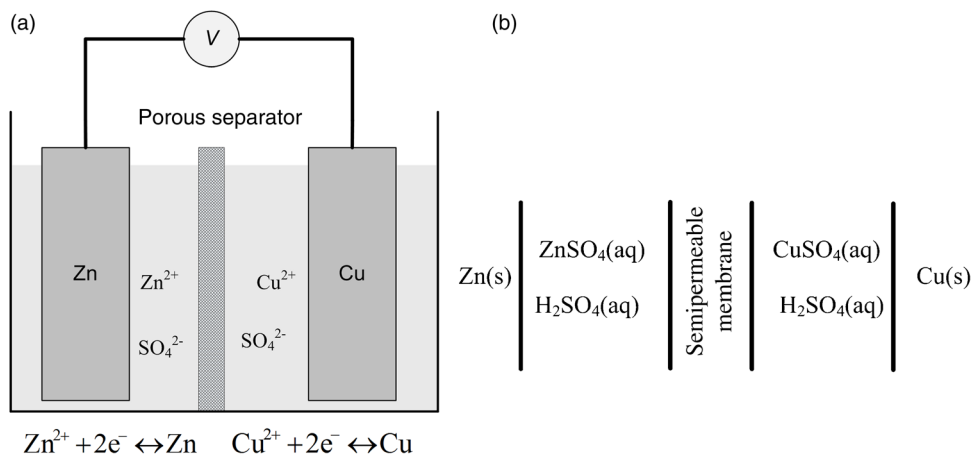 (a)
V
Porous separator
Zn
Zn²⁺
SO₄²⁻
Cu²⁺
SO₄²⁻
Cu
Zn²⁺ +2e⁻ ↔Zn
Cu²⁺ +2e⁻ ↔Cu
(b)
Zn(s)
ZnSO₄(aq)
H₂SO₄(aq)
Semipermeable
membrane
CuSO₄(aq)
H₂SO₄(aq)
Cu(s)